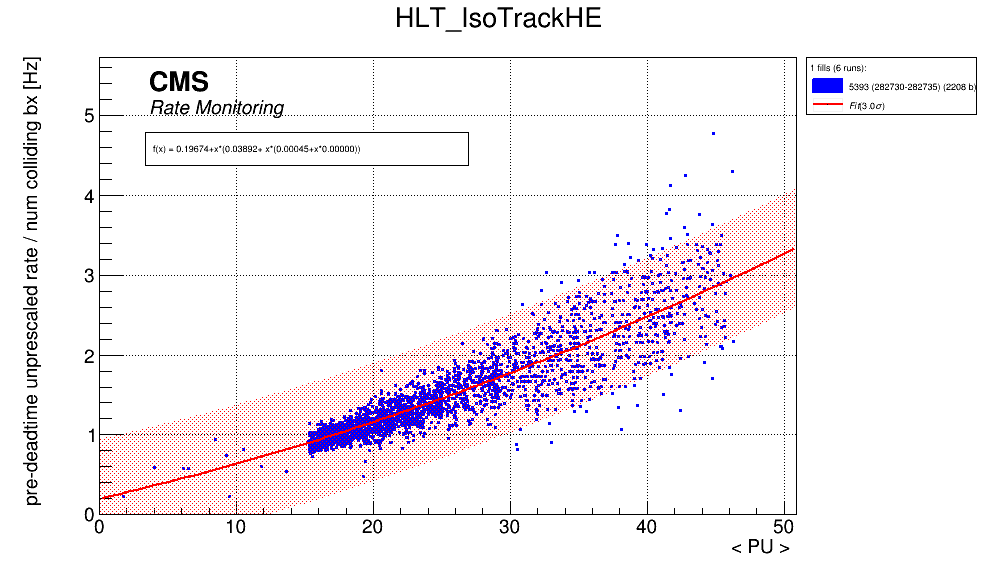 HLT_IsoTrackHE
pre-deadtime unprescaled rate / num colliding bx [Hz]
CMS
Rate Monitoring
f(x) = 0.19674+x*(0.03892+ x*(0.00045+x*0.00000))
5
4
3
2
1
0
0 10 20 30 40 50
< PU >
1 fills (6 runs):
5393 (282730-282735) (2208 b)
Fit(3.0σ)